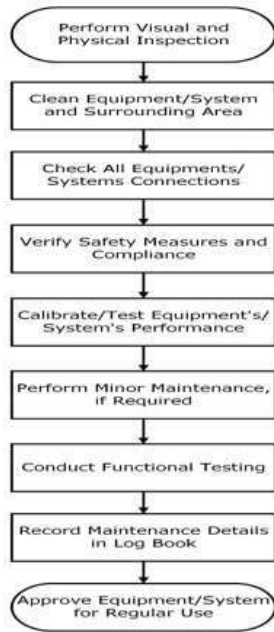 Perform Visual and
Physical Inspection
Clean Equipment/System
and Surrounding Area
Check All Equipments/
Systems Connections
Verify Safety Measures and
Compliance
Calibrate/Test Equipment's/
System's Performance
Perform Minor Maintenance,
if Required
Conduct Functional Testing
Record Maintenance Details
in Log Book
Approve Equipment/System
for Regular Use